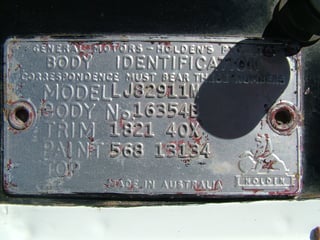 GENERAL MOTORS - HOLDEN'S
BODY IDENTIFICATION
CORRESPONDENCE MUST BEAR THESE NUMBERS
MODEL J82911M
BODY No. 16354B
TRIM 1821 40X
PAINT 568 13134
TOP
MADE IN AUSTRALIA
HOLDEN